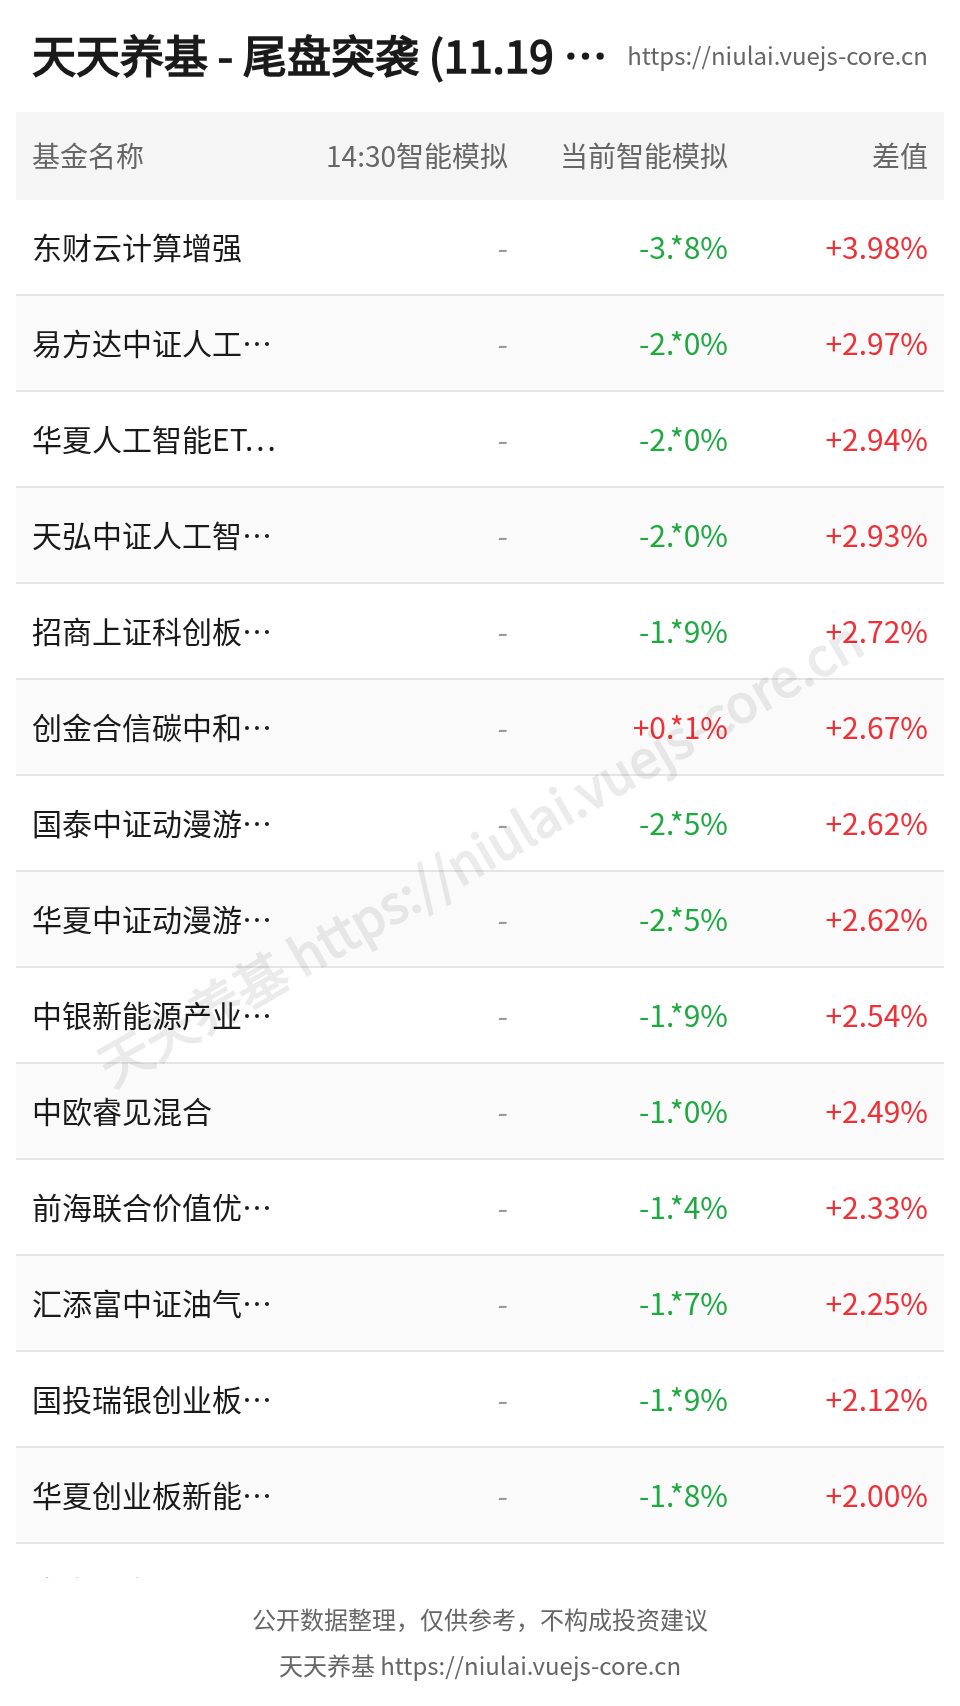 天天养基 - 尾盘突袭 (11.19 … https://niulai.vuejs-core.cn
基金名称 14:30智能模拟 当前智能模拟 差值
东财云计算增强 - -3.*8% +3.98%
易方达中证人工… - -2.*0% +2.97%
华夏人工智能ET… - -2.*0% +2.94%
天弘中证人工智… - -2.*0% +2.93%
招商上证科创板… - -1.*9% +2.72%
创金合信碳中和… - +0.*1% +2.67%
国泰中证动漫游… - -2.*5% +2.62%
华夏中证动漫游… - -2.*5% +2.62%
中银新能源产业… - -1.*9% +2.54%
中欧睿见混合 - -1.*0% +2.49%
前海联合价值优… - -1.*4% +2.33%
汇添富中证油气… - -1.*7% +2.25%
国投瑞银创业板… - -1.*9% +2.12%
华夏创业板新能… - -1.*8% +2.00%
天天养基 https://niulai.vuejs-core.cn
公开数据整理，仅供参考，不构成投资建议
天天养基 https://niulai.vuejs-core.cn